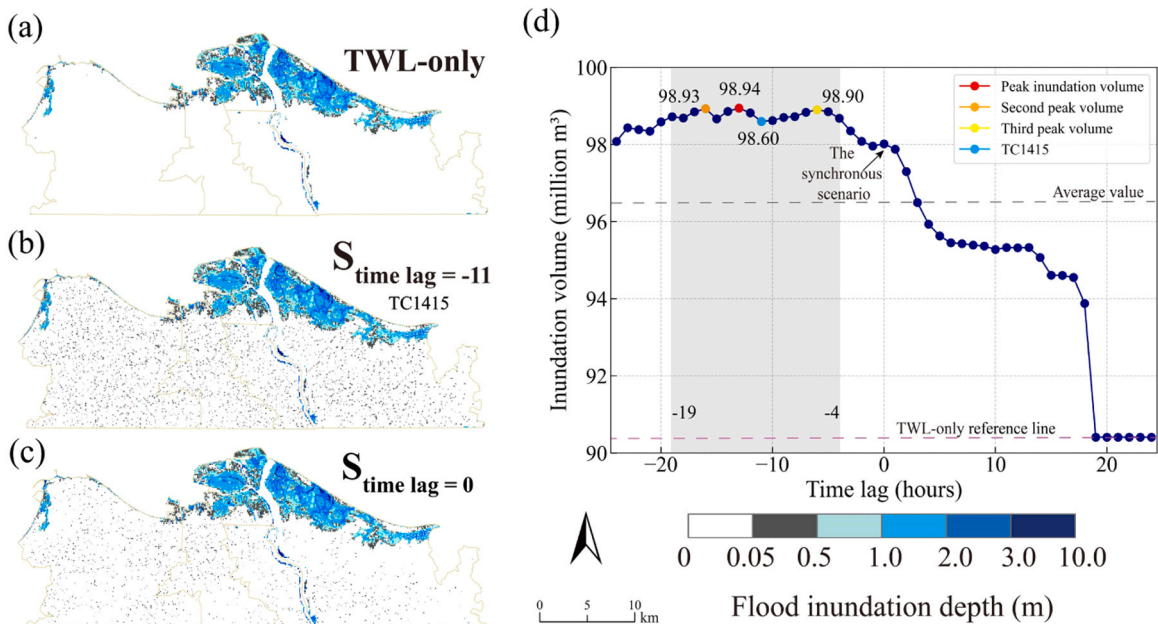 (a)
TWL-only
(b)
S time lag = -11
TC1415
(c)
S time lag = 0
(d)
Inundation volume (million m³)
100
98
96
94
92
90
98.93
98.94
98.60
98.90
Peak inundation volume
Second peak volume
Third peak volume
TC1415
The
synchronous
scenario
Average value
-19
-4
TWL-only reference line
−20
−10
0
10
20
Time lag (hours)
0 0.05 0.5 1.0 2.0 3.0 10.0
Flood inundation depth (m)
0 5 10
km